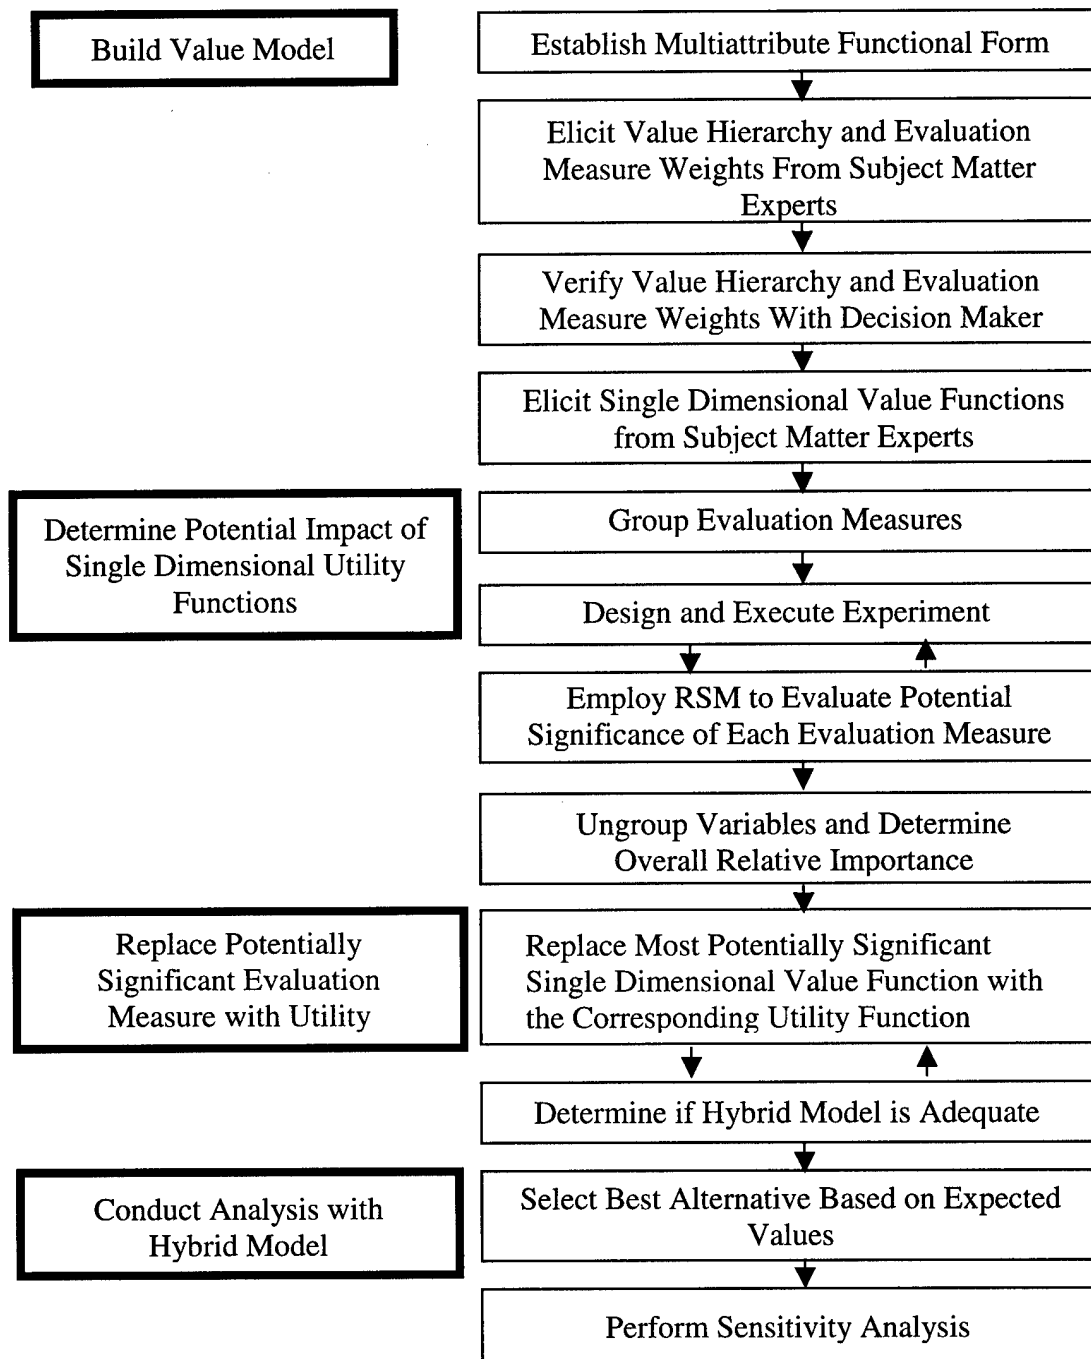 Build Value Model
Establish Multiattribute Functional Form
Elicit Value Hierarchy and Evaluation
Measure Weights From Subject Matter
Experts
Verify Value Hierarchy and Evaluation
Measure Weights With Decision Maker
Elicit Single Dimensional Value Functions
from Subject Matter Experts
Determine Potential Impact of
Single Dimensional Utility
Functions
Group Evaluation Measures
Design and Execute Experiment
Employ RSM to Evaluate Potential
Significance of Each Evaluation Measure
Ungroup Variables and Determine
Overall Relative Importance
Replace Potentially
Significant Evaluation
Measure with Utility
Replace Most Potentially Significant
Single Dimensional Value Function with
the Corresponding Utility Function
Determine if Hybrid Model is Adequate
Conduct Analysis with
Hybrid Model
Select Best Alternative Based on Expected
Values
Perform Sensitivity Analysis